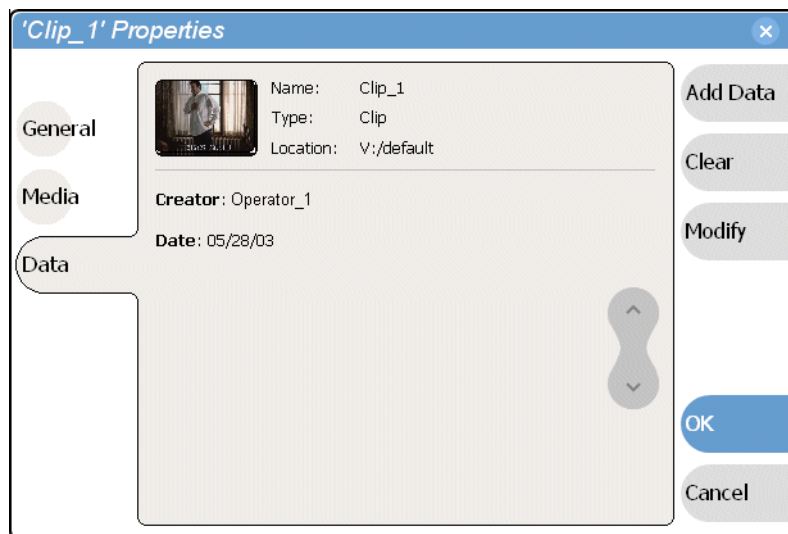 'Clip_1' Properties
General
Media
Data
Name: Clip_1
Type: Clip
Location: V:/default
Creator: Operator_1
Date: 05/28/03
Add Data
Clear
Modify
OK
Cancel